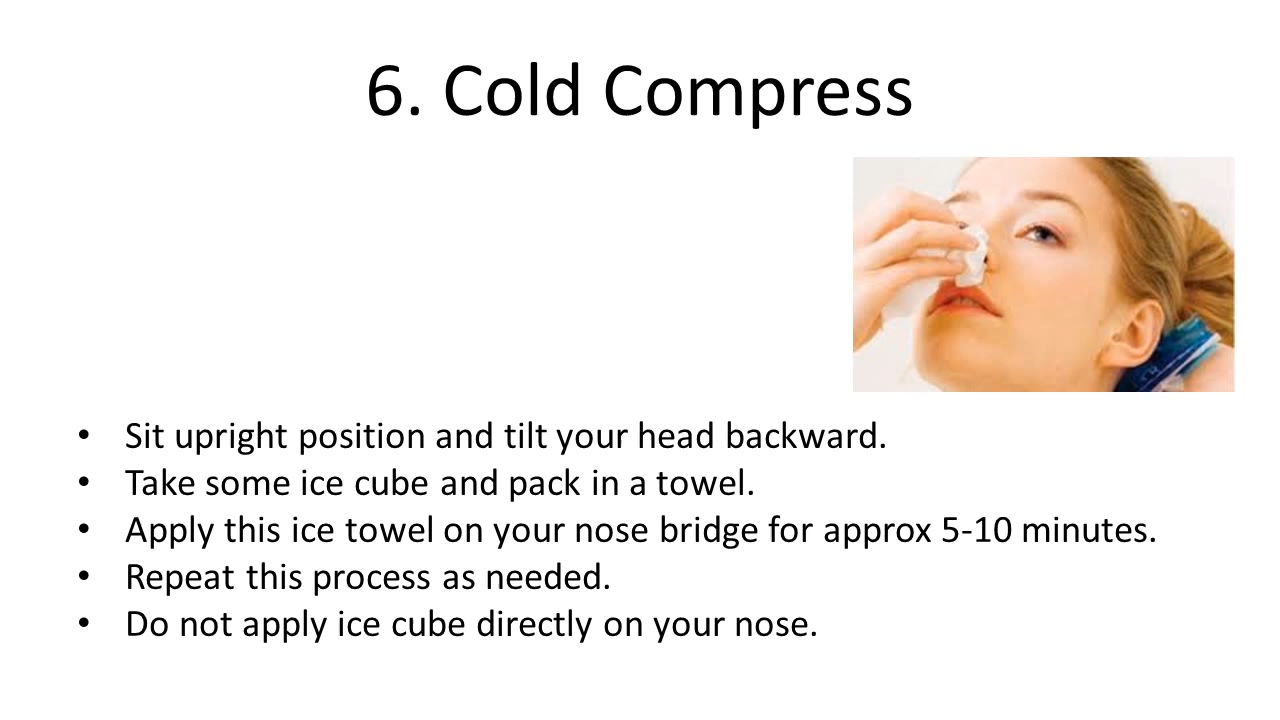 6. Cold Compress
• Sit upright position and tilt your head backward.
• Take some ice cube and pack in a towel.
• Apply this ice towel on your nose bridge for approx 5-10 minutes.
• Repeat this process as needed.
• Do not apply ice cube directly on your nose.